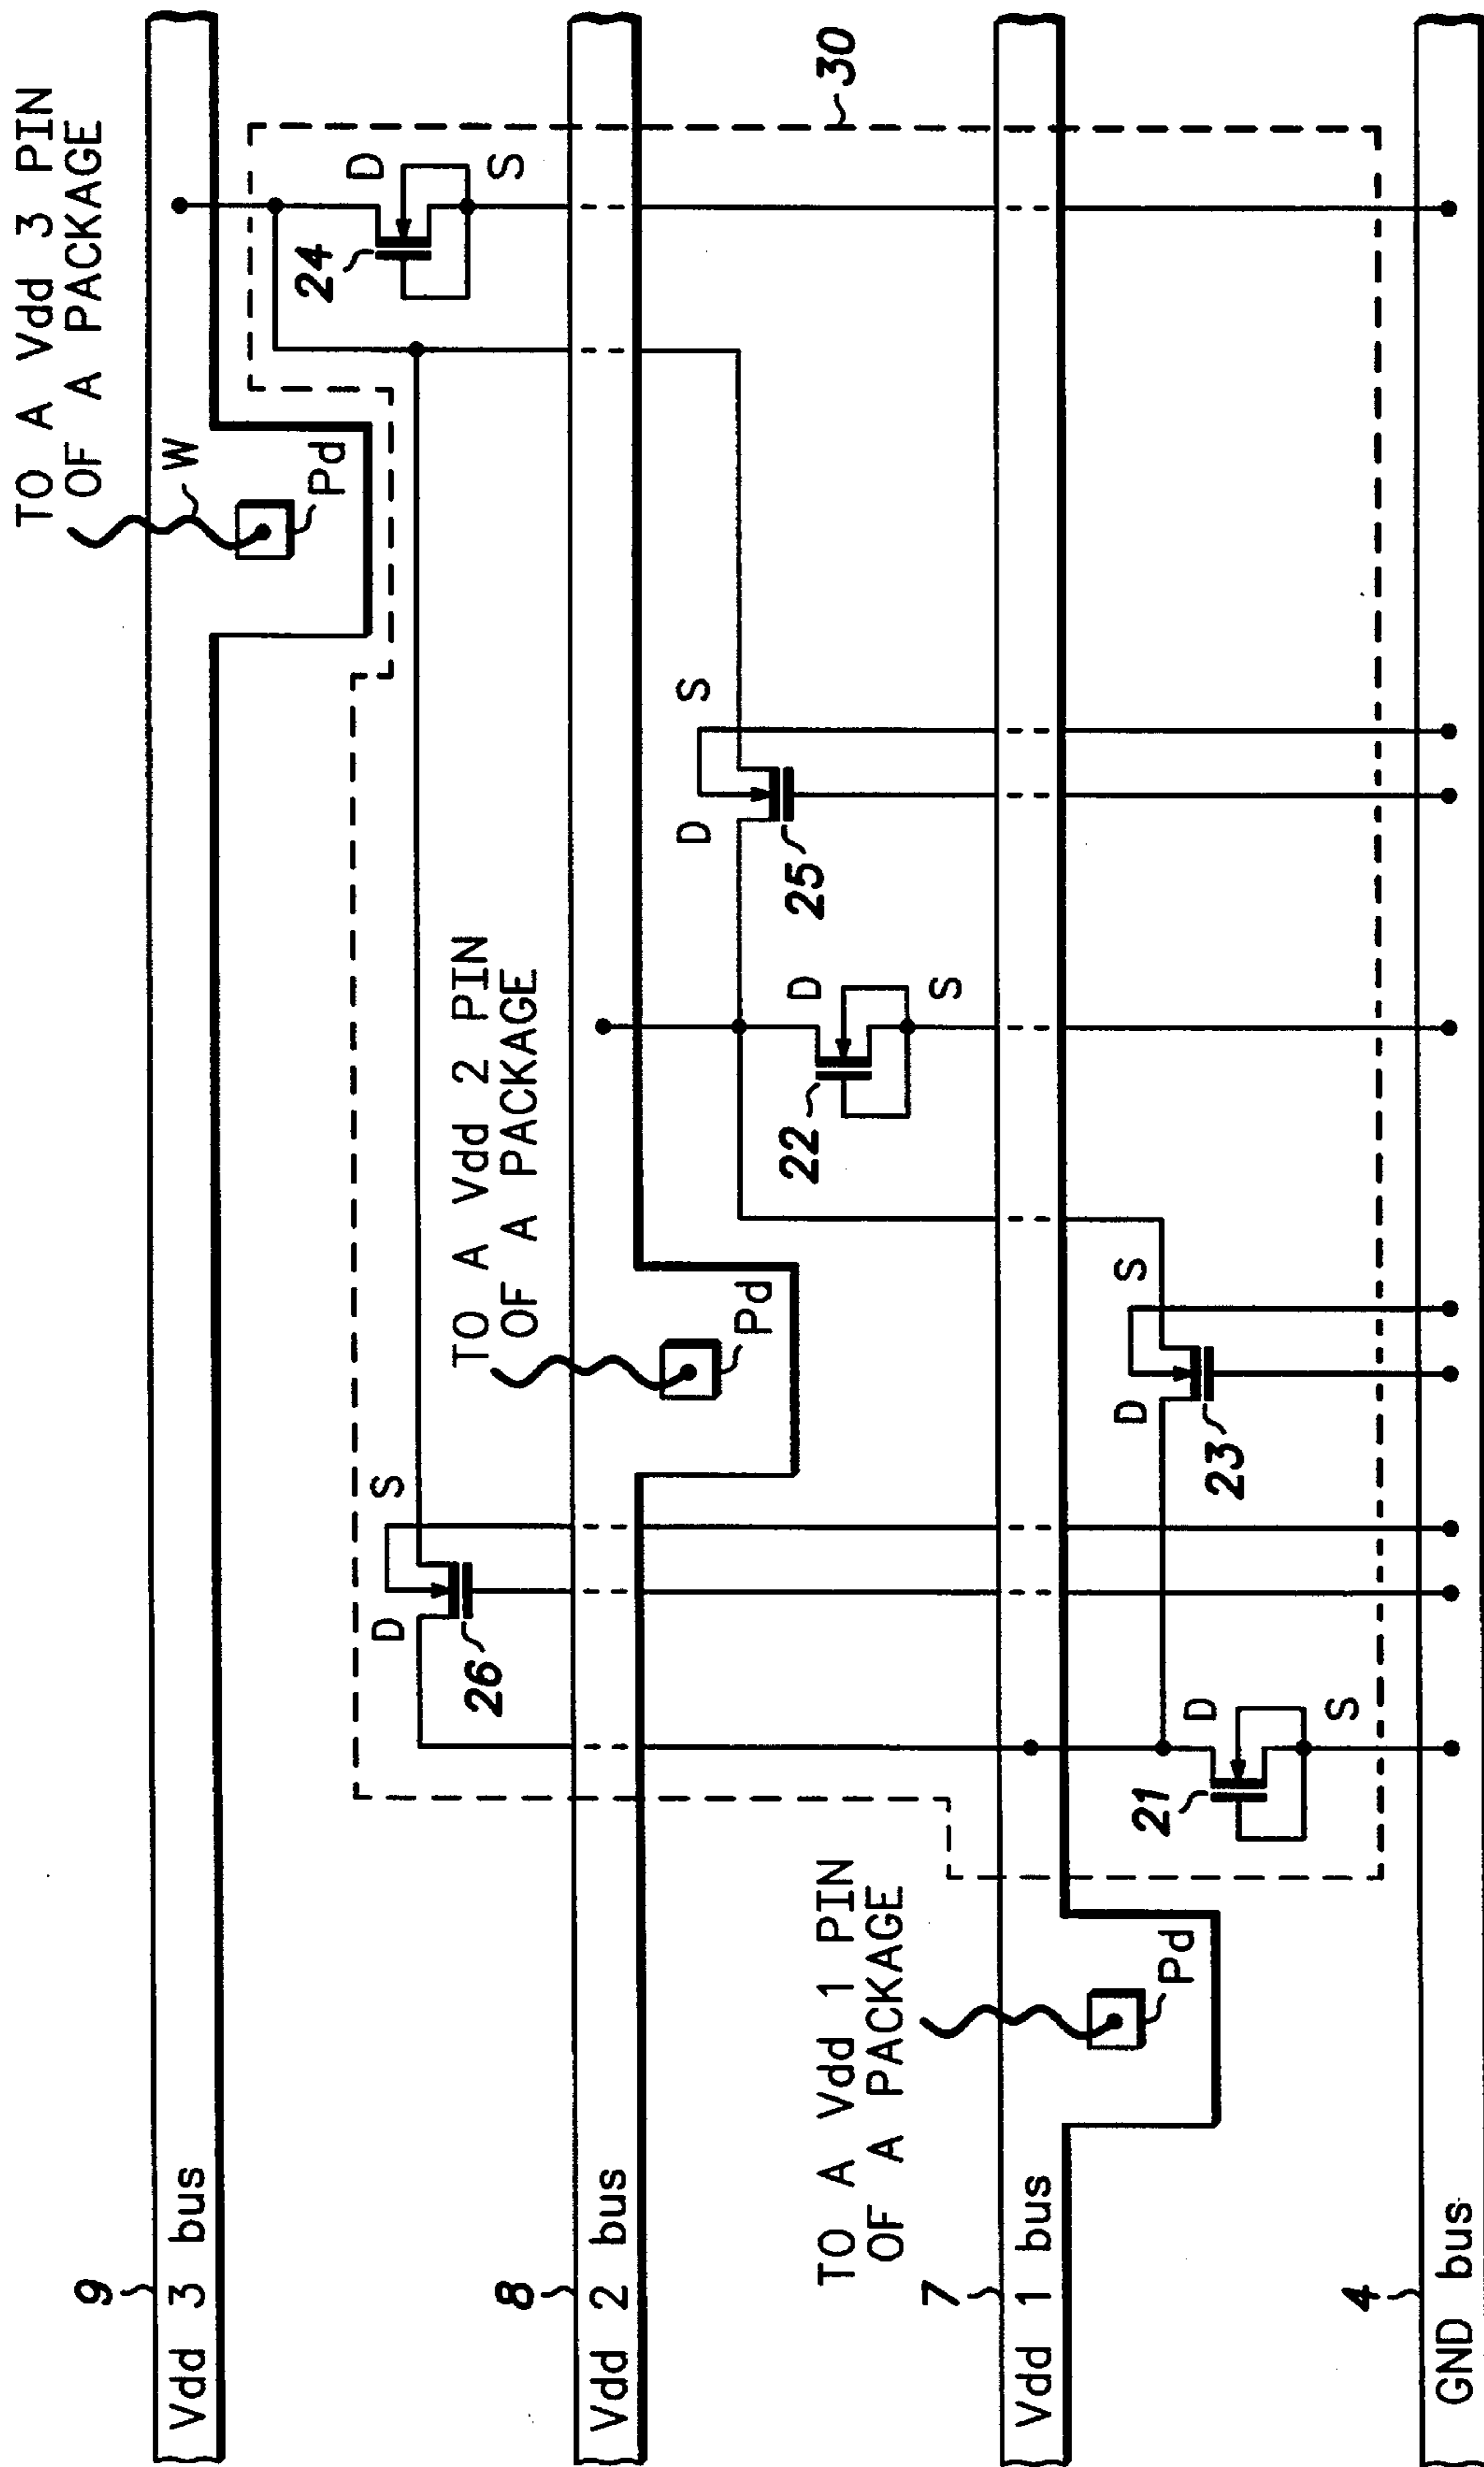 TO A Vdd 3 PIN
OF A PACKAGE
W
Pd
9
Vdd 3 bus
D
S
24
30
TO A Vdd 2 PIN
OF A PACKAGE
Pd
8
Vdd 2 bus
D
S
26
D
S
25
D
S
22
TO A Vdd 1 PIN
OF A PACKAGE
Pd
7
Vdd 1 bus
D
S
23
D
S
21
4
GND bus